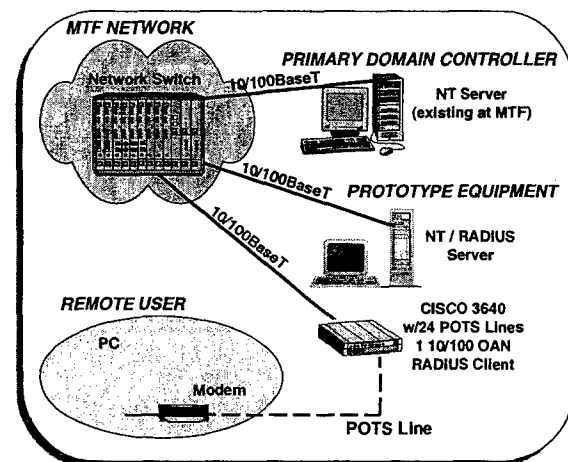 MTF NETWORK
Network Switch
10/100BaseT
PRIMARY DOMAIN CONTROLLER
NT Server
(existing at MTF)
10/100BaseT
PROTOTYPE EQUIPMENT
NT / RADIUS
Server
10/100BaseT
REMOTE USER
PC
Modem
CISCO 3640
w/24 POTS Lines
1 10/100 OAN
RADIUS Client
POTS Line